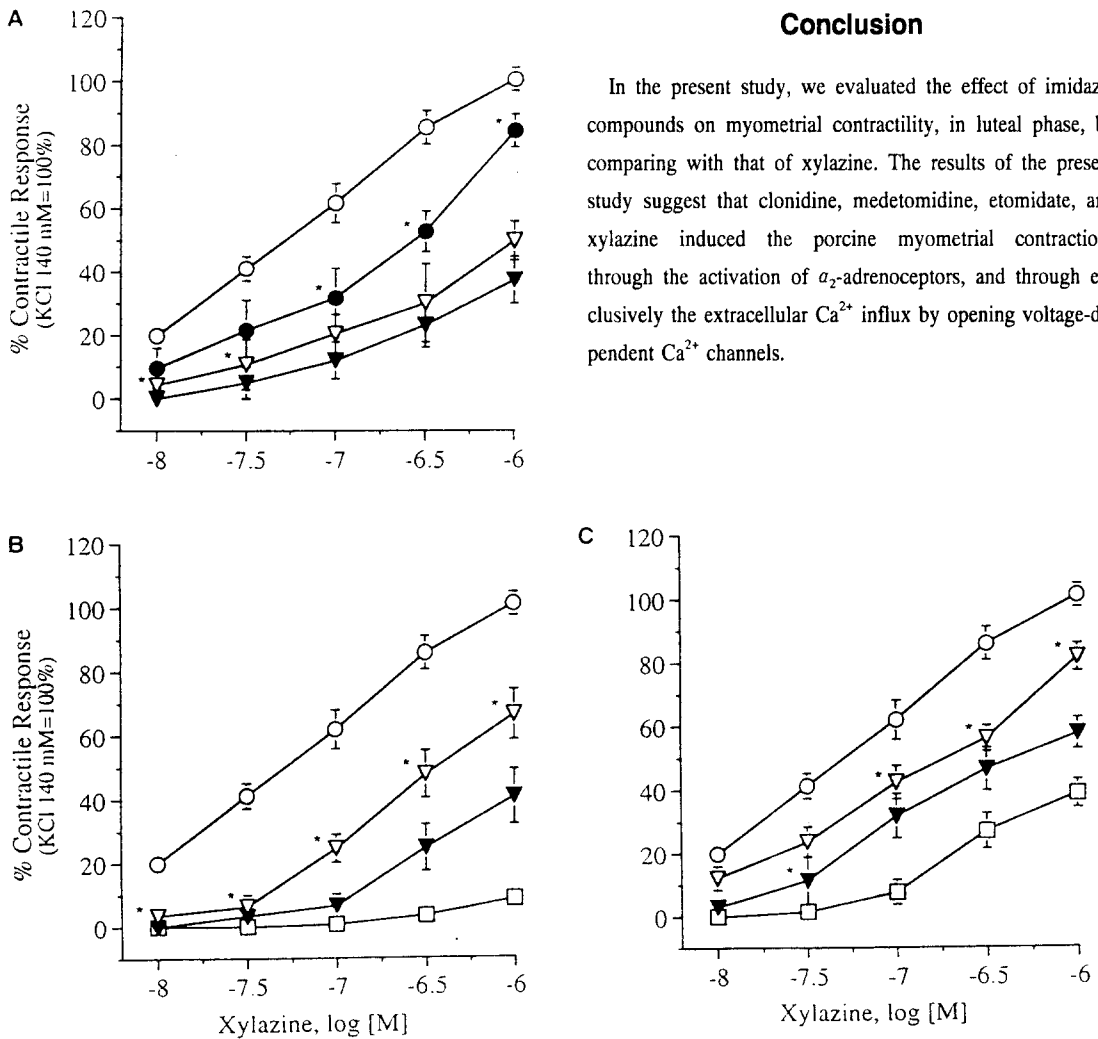 A
120
100
80
60
40
20
0
% Contractile Response
(KCl 140 mM=100%)
-8 -7.5 -7 -6.5 -6
* * * * *
Conclusion
In the present study, we evaluated the effect of imidaz
compounds on myometrial contractility, in luteal phase, b
comparing with that of xylazine. The results of the prese
study suggest that clonidine, medetomidine, etomidate, an
xylazine induced the porcine myometrial contraction
through the activation of α₂-adrenoceptors, and through e
clusively the extracellular Ca²⁺ influx by opening voltage-d
pendent Ca²⁺ channels.
B
120
100
80
60
40
20
0
% Contractile Response
(KCl 140 mM=100%)
* * * * *
-8 -7.5 -7 -6.5 -6
Xylazine, log [M]
C
120
100
80
60
40
20
0
* * * *
-8 -7.5 -7 -6.5 -6
Xylazine, log [M]